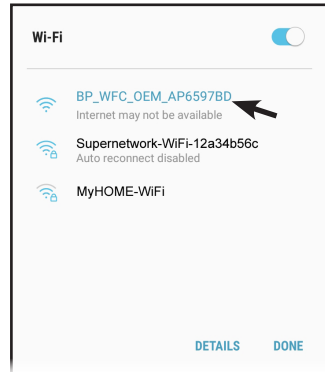 Wi-Fi
BP_WFC_OEM_AP6597BD
Internet may not be available
Supernetwork-WiFi-12a34b56c
Auto reconnect disabled
MyHOME-WiFi
DETAILS DONE